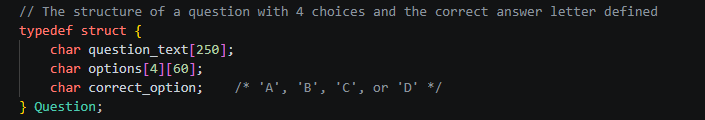 // The structure of a question with 4 choices and the correct answer letter defined
typedef struct {
    char question_text[250];
    char options[4][60];
    char correct_option;    /* 'A', 'B', 'C', or 'D' */
} Question;